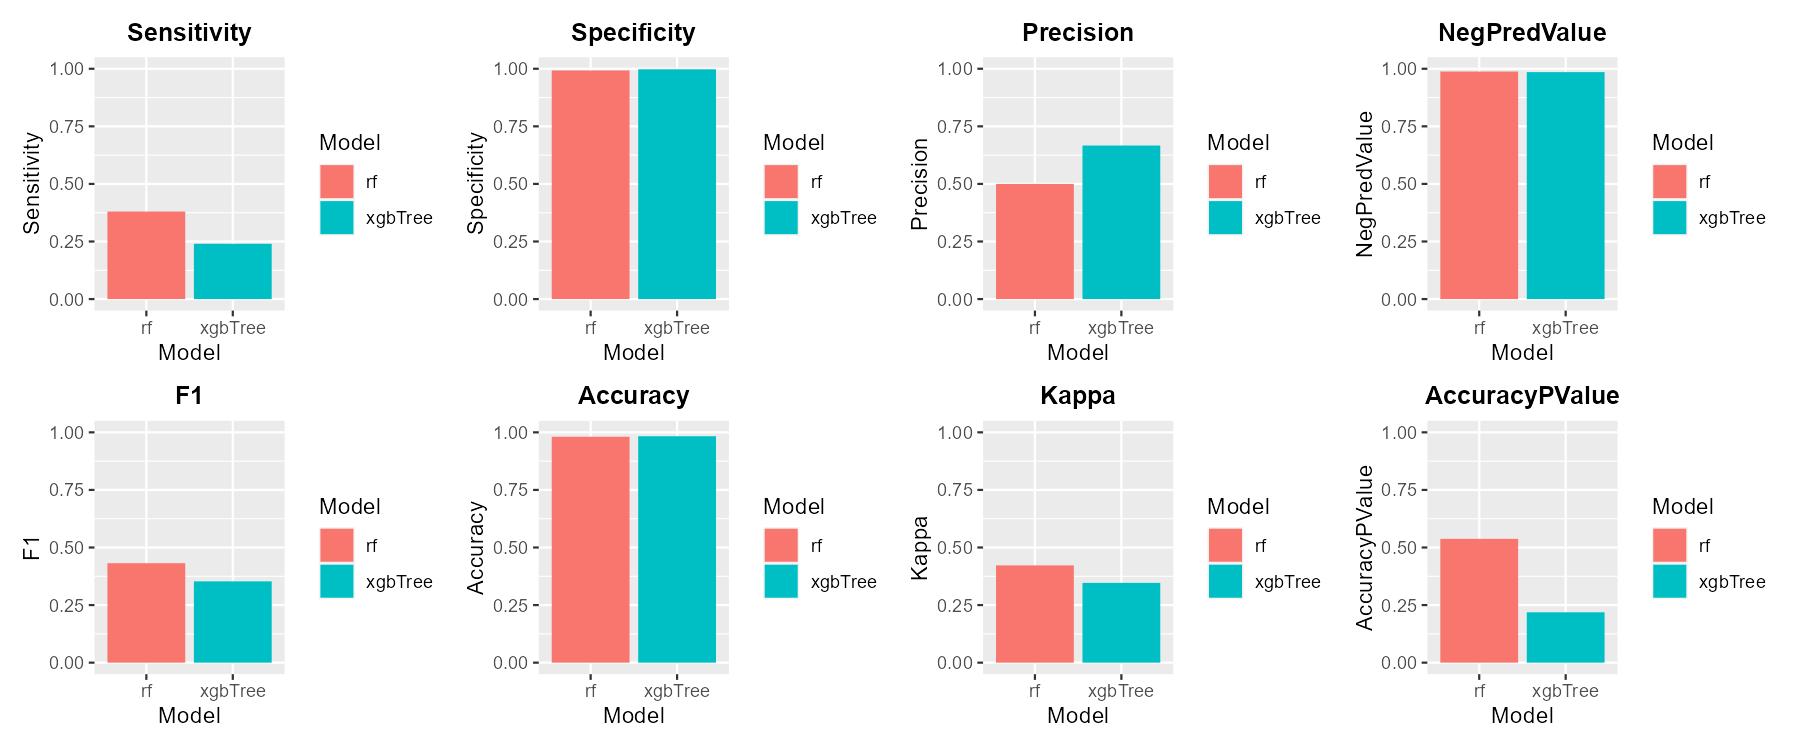 Sensitivity
Sensitivity
1.00
0.75
0.50
0.25
0.00
rf
xgbTree
Model
Model
rf
xgbTree
Specificity
Specificity
1.00
0.75
0.50
0.25
0.00
rf
xgbTree
Model
Model
rf
xgbTree
Precision
Precision
1.00
0.75
0.50
0.25
0.00
rf
xgbTree
Model
Model
rf
xgbTree
NegPredValue
NegPredValue
1.00
0.75
0.50
0.25
0.00
rf
xgbTree
Model
Model
rf
xgbTree
F1
F1
1.00
0.75
0.50
0.25
0.00
rf
xgbTree
Model
Model
rf
xgbTree
Accuracy
Accuracy
1.00
0.75
0.50
0.25
0.00
rf
xgbTree
Model
Model
rf
xgbTree
Kappa
Kappa
1.00
0.75
0.50
0.25
0.00
rf
xgbTree
Model
Model
rf
xgbTree
AccuracyPValue
AccuracyPValue
1.00
0.75
0.50
0.25
0.00
rf
xgbTree
Model
Model
rf
xgbTree